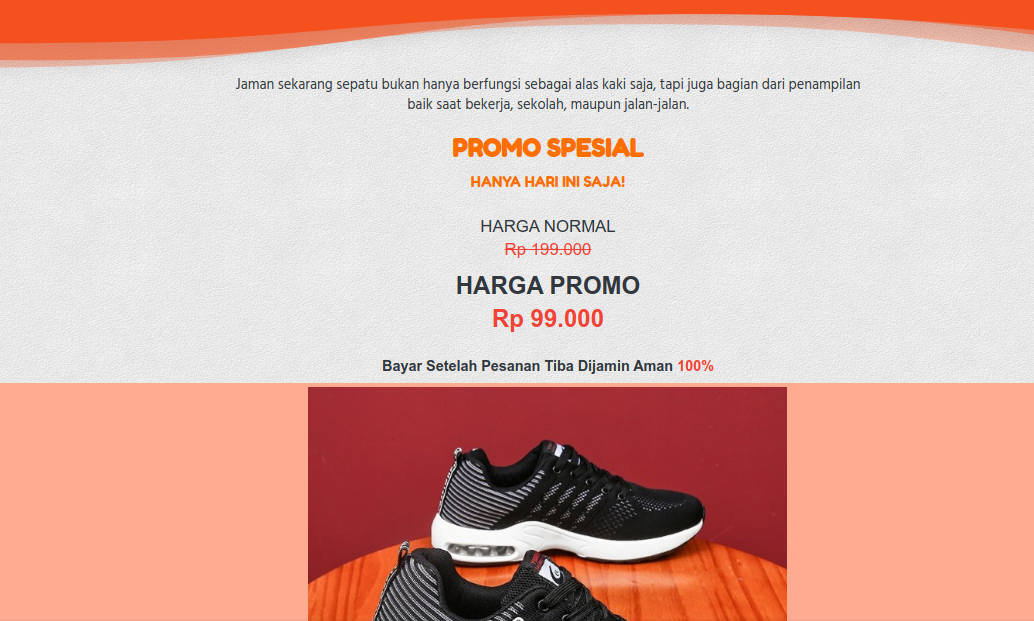 Jaman sekarang sepatu bukan hanya berfungsi sebagai alas kaki saja, tapi juga bagian dari penampilan
baik saat bekerja, sekolah, maupun jalan-jalan.
PROMO SPESIAL
HANYA HARI INI SAJA!
HARGA NORMAL
Rp 199.000
HARGA PROMO
Rp 99.000
Bayar Setelah Pesanan Tiba Dijamin Aman 100%